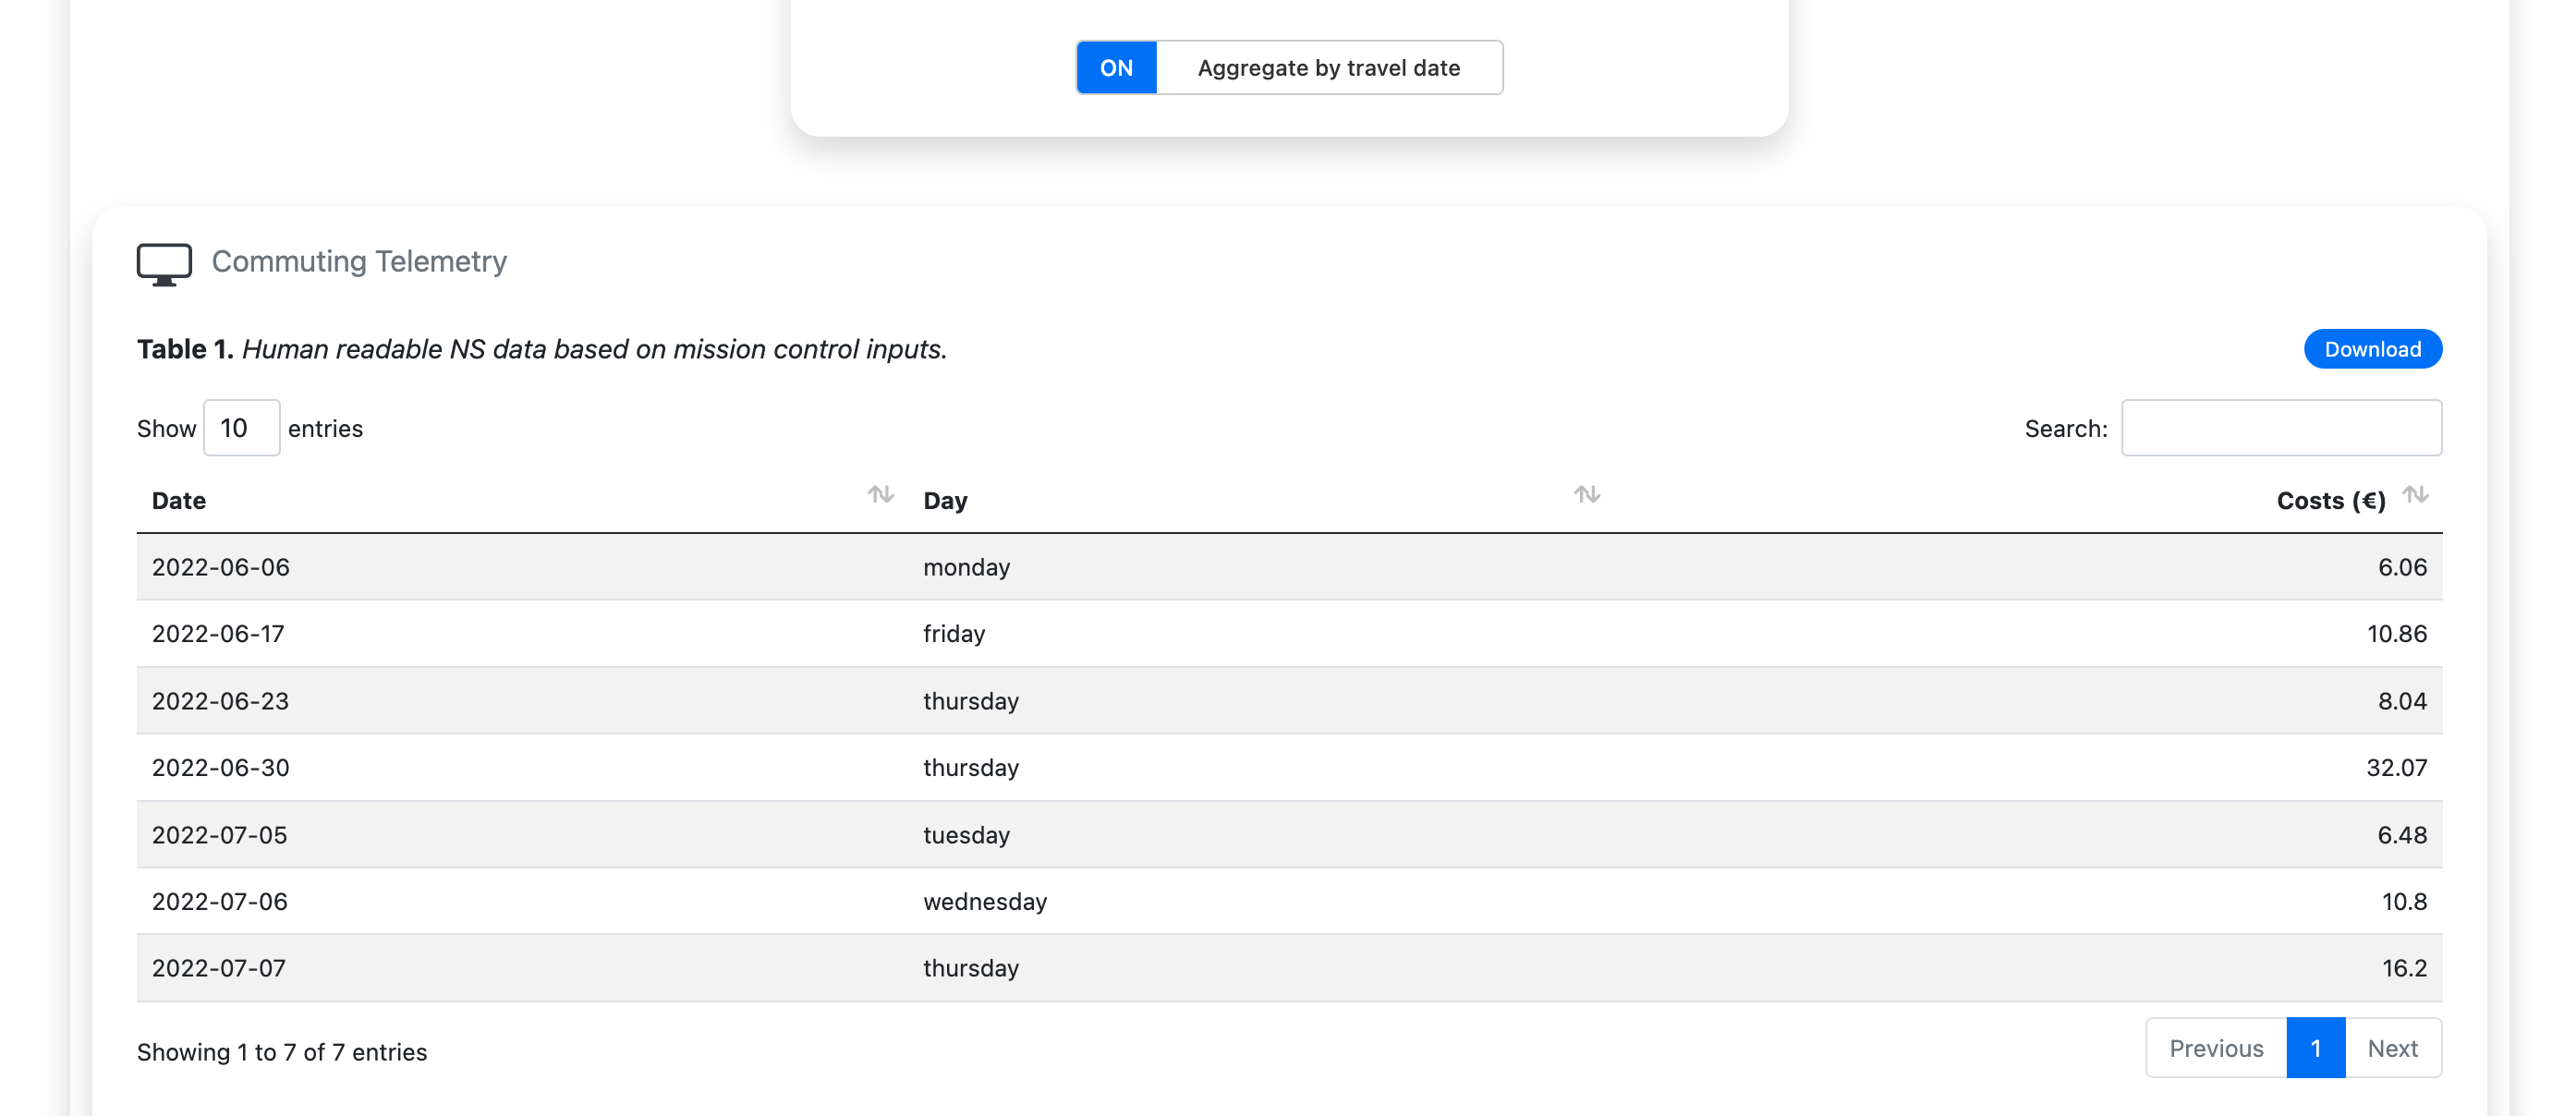 ON Aggregate by travel date
Commuting Telemetry
Table 1. Human readable NS data based on mission control inputs. Download
Show 10 entries Search:
Date Day Costs (€)
2022-06-06 monday 6.06
2022-06-17 friday 10.86
2022-06-23 thursday 8.04
2022-06-30 thursday 32.07
2022-07-05 tuesday 6.48
2022-07-06 wednesday 10.8
2022-07-07 thursday 16.2
Showing 1 to 7 of 7 entries Previous 1 Next